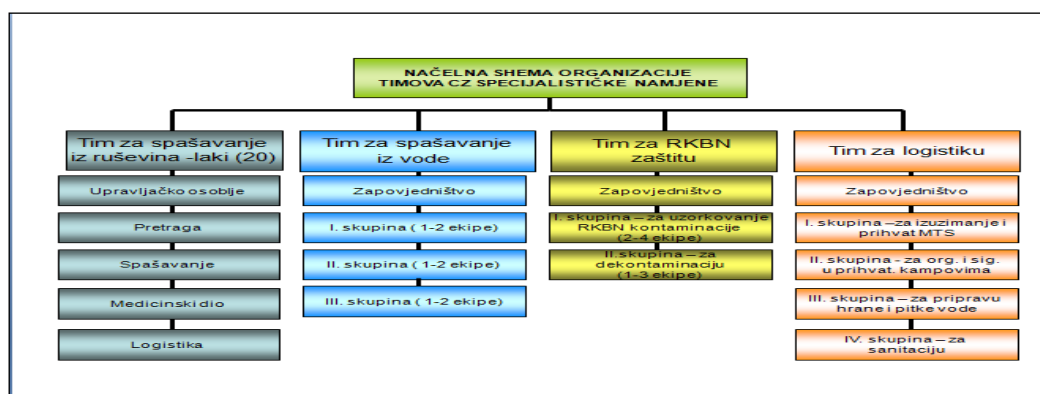 NAČELNA SHEMA ORGANIZACIJE
TIMOVA CZ SPECIJALISTIČKE NAMJENE
Tim za spašavanje
iz ruševina -laki (20)
Upravljačko osoblje
Pretraga
Spašavanje
Medicinski dio
Logistika
Tim za spašavanje
iz vode
Zapovjedništvo
I. skupina ( 1-2 ekipe)
II. skupina ( 1-2 ekipe)
III. skupina ( 1-2 ekipe)
Tim za RKBN
zaštitu
Zapovjedništvo
I. skupina – za uzorkovanje
RKBN kontaminacije
(2-4 ekipe)
II.skupina – za
dekontaminaciju
(1-3 ekipe)
Tim za logistiku
Zapovjedništvo
I. skupina –za izuzimanje i
prihvat MTS
II. skupina - za org. i sig.
u prihvat. kampovima
III. skupina – za pripravu
hrane i pitke vode
IV. skupina – za
sanitaciju